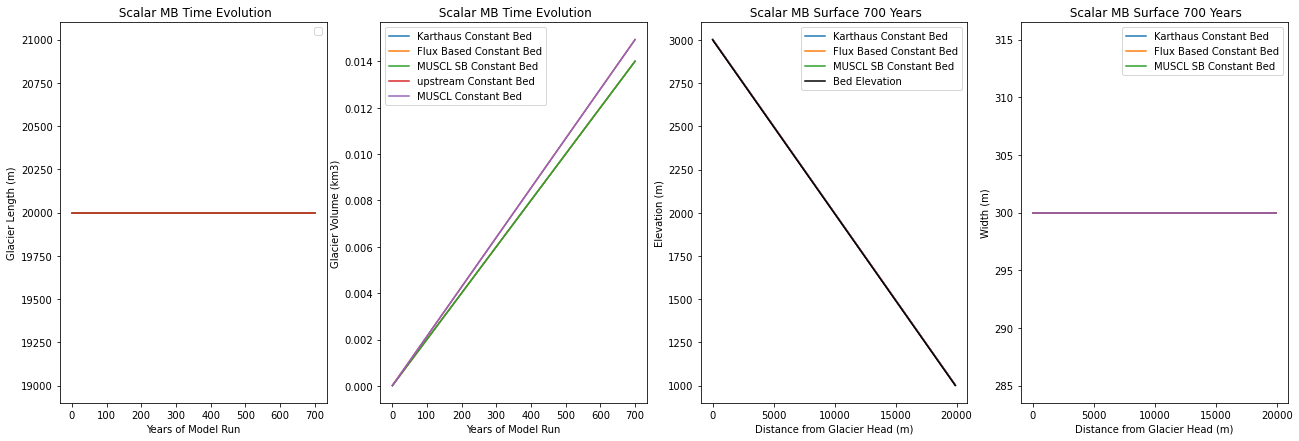 Scalar MB Time Evolution
Glacier Length (m)
21000
20750
20500
20250
20000
19750
19500
19250
19000
0 100 200 300 400 500 600 700
Years of Model Run
Scalar MB Time Evolution
Karthaus Constant Bed
Flux Based Constant Bed
MUSCL SB Constant Bed
upstream Constant Bed
MUSCL Constant Bed
Glacier Volume (km3)
0.014
0.012
0.010
0.008
0.006
0.004
0.002
0.000
0 100 200 300 400 500 600 700
Years of Model Run
Scalar MB Surface 700 Years
Karthaus Constant Bed
Flux Based Constant Bed
MUSCL SB Constant Bed
Bed Elevation
Elevation (m)
3000
2750
2500
2250
2000
1750
1500
1250
1000
0 5000 10000 15000 20000
Distance from Glacier Head (m)
Scalar MB Surface 700 Years
Karthaus Constant Bed
Flux Based Constant Bed
MUSCL SB Constant Bed
Width (m)
315
310
305
300
295
290
285
0 5000 10000 15000 20000
Distance from Glacier Head (m)